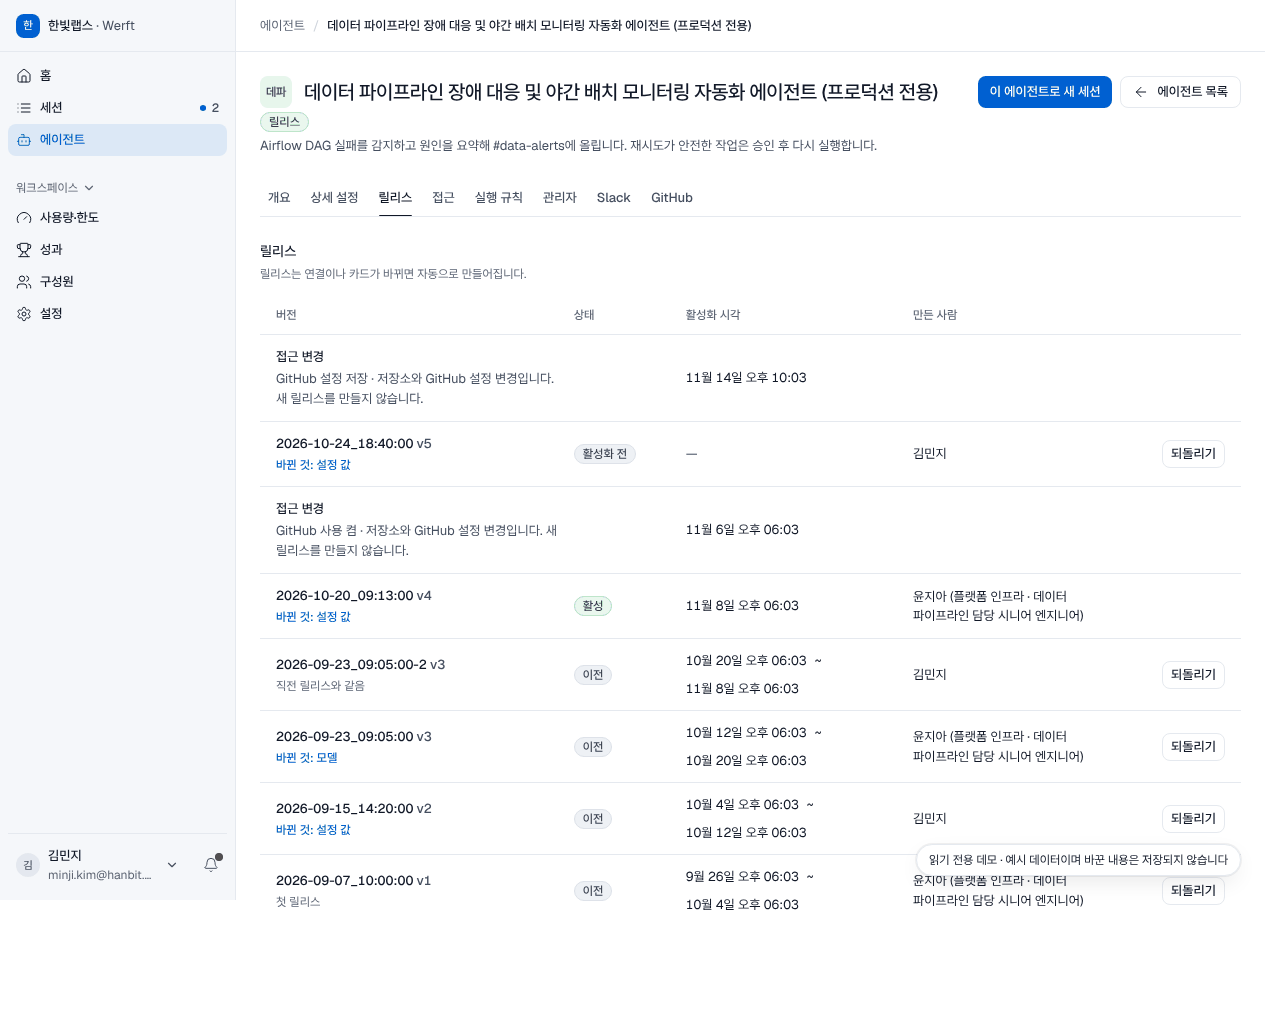 한 한빛랩스 · Werft
홈
세션 2
에이전트
워크스페이스
사용량·한도
성과
구성원
설정
김 김민지
minji.kim@hanbit....
에이전트 / 데이터 파이프라인 장애 대응 및 야간 배치 모니터링 자동화 에이전트 (프로덕션 전용)
데파 데이터 파이프라인 장애 대응 및 야간 배치 모니터링 자동화 에이전트 (프로덕션 전용)
이 에이전트로 새 세션
← 에이전트 목록
릴리스
Airflow DAG 실패를 감지하고 원인을 요약해 #data-alerts에 올립니다. 재시도가 안전한 작업은 승인 후 다시 실행합니다.
개요 상세 설정 릴리스 접근 실행 규칙 관리자 Slack GitHub
릴리스
릴리스는 연결이나 카드가 바뀌면 자동으로 만들어집니다.
버전 상태 활성화 시각 만든 사람
접근 변경
GitHub 설정 저장 · 저장소와 GitHub 설정 변경입니다.
새 릴리스를 만들지 않습니다.
11월 14일 오후 10:03
2026-10-24_18:40:00 v5
바뀐 것: 설정 값
활성화 전
—
김민지
되돌리기
접근 변경
GitHub 사용 켬 · 저장소와 GitHub 설정 변경입니다. 새
릴리스를 만들지 않습니다.
11월 6일 오후 06:03
2026-10-20_09:13:00 v4
바뀐 것: 설정 값
활성
11월 8일 오후 06:03
윤지아 (플랫폼 인프라 · 데이터
파이프라인 담당 시니어 엔지니어)
2026-09-23_09:05:00-2 v3
직전 릴리스와 같음
이전
10월 20일 오후 06:03 ~
11월 8일 오후 06:03
김민지
되돌리기
2026-09-23_09:05:00 v3
바뀐 것: 모델
이전
10월 12일 오후 06:03 ~
10월 20일 오후 06:03
윤지아 (플랫폼 인프라 · 데이터
파이프라인 담당 시니어 엔지니어)
되돌리기
2026-09-15_14:20:00 v2
바뀐 것: 설정 값
이전
10월 4일 오후 06:03 ~
10월 12일 오후 06:03
김민지
되돌리기
2026-09-07_10:00:00 v1
첫 릴리스
이전
9월 26일 오후 06:03 ~
10월 4일 오후 06:03
읽기 전용 데모 · 예시 데이터이며 바꾼 내용은 저장되지 않습니다
윤지아 (플랫폼 인프라 · 데이터
파이프라인 담당 시니어 엔지니어)
되돌리기